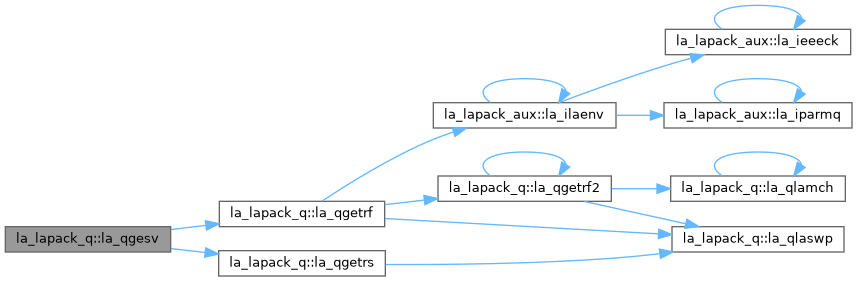 la_lapack_aux::la_ieeeck
la_lapack_aux::la_ilaenv
la_lapack_aux::la_iparmq
la_lapack_q::la_qgetrf2
la_lapack_q::la_qlamch
la_lapack_q::la_qgetrf
la_lapack_q::la_qgesv
la_lapack_q::la_qlaswp
la_lapack_q::la_qgetrs